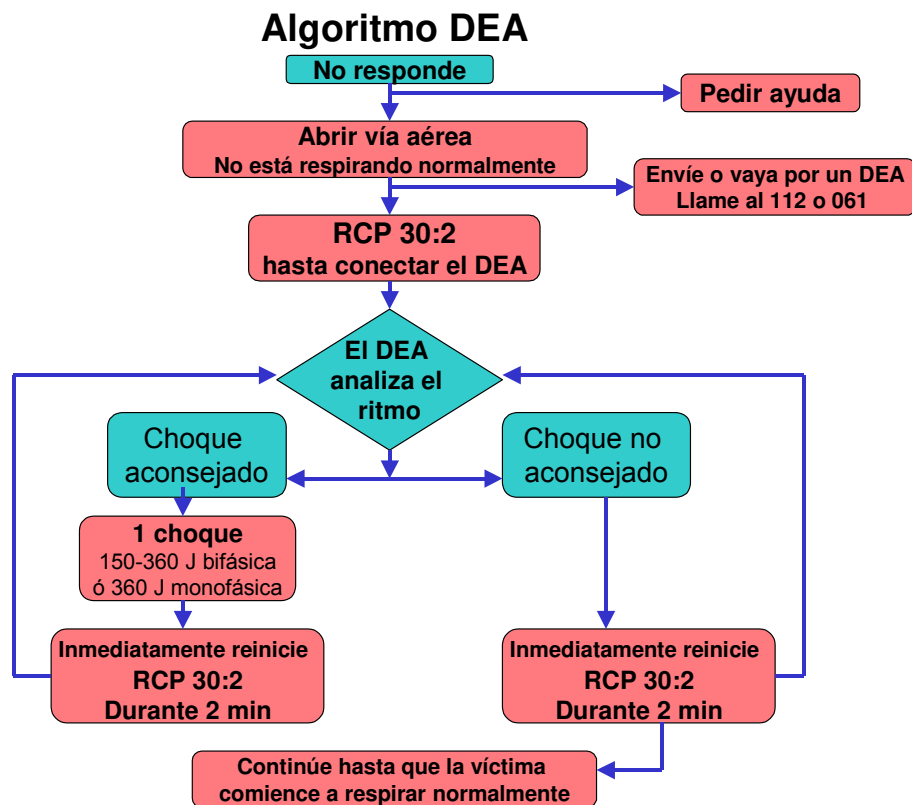 Algoritmo DEA
No responde
Pedir ayuda
Abrir vía aérea
No está respirando normalmente
Envíe o vaya por un DEA
Llame al 112 o 061
RCP 30:2
hasta conectar el DEA
El DEA
analiza el
ritmo
Choque
aconsejado
Choque no
aconsejado
1 choque
150-360 J bifásica
ó 360 J monofásica
Inmediatamente reinicie
RCP 30:2
Durante 2 min
Inmediatamente reinicie
RCP 30:2
Durante 2 min
Continúe hasta que la víctima
comience a respirar normalmente